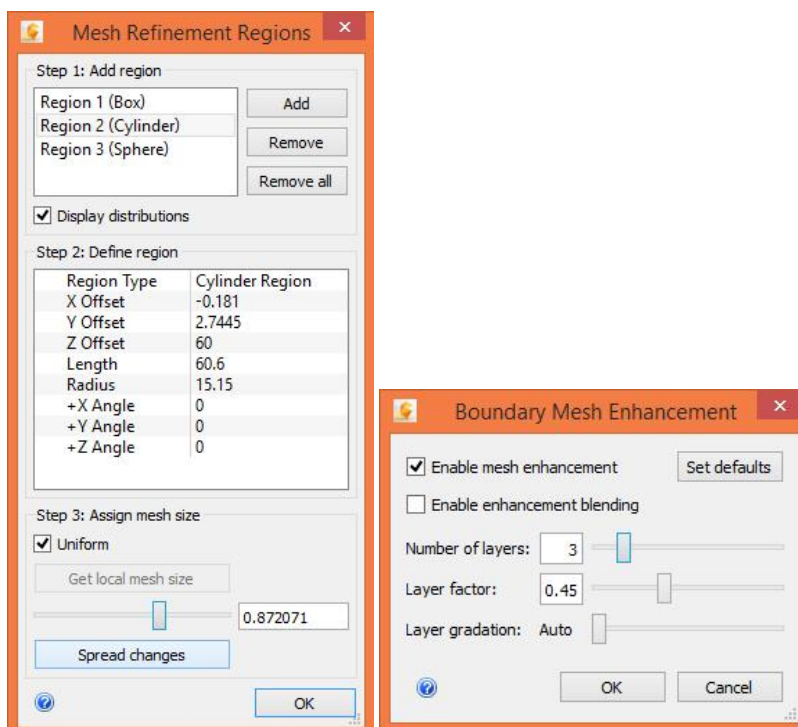 Mesh Refinement Regions
Step 1: Add region
Region 1 (Box)
Region 2 (Cylinder)
Region 3 (Sphere)
Add
Remove
Remove all
Display distributions
Step 2: Define region
Region Type Cylinder Region
X Offset -0.181
Y Offset 2.7445
Z Offset 60
Length 60.6
Radius 15.15
+X Angle 0
+Y Angle 0
+Z Angle 0
Step 3: Assign mesh size
Uniform
Get local mesh size
0.872071
Spread changes
OK
Boundary Mesh Enhancement
Enable mesh enhancement Set defaults
Enable enhancement blending
Number of layers: 3
Layer factor: 0.45
Layer gradation: Auto
OK Cancel